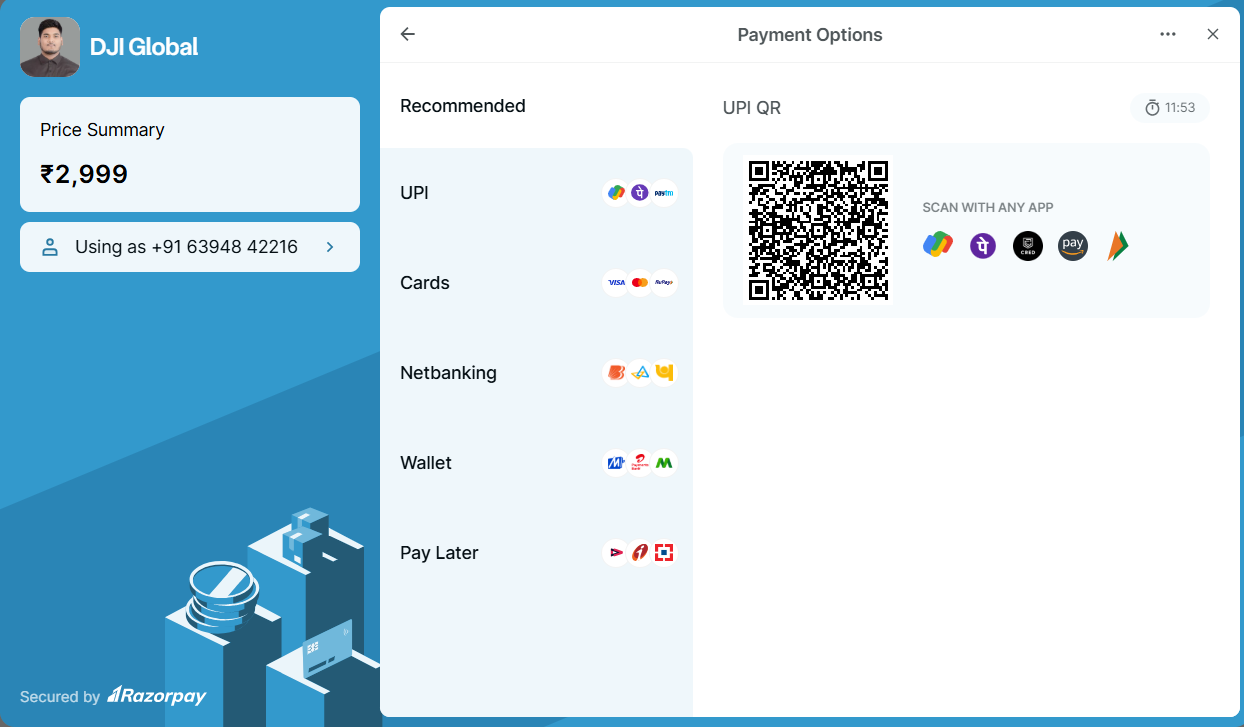 DJI Global
Price Summary
₹2,999
Using as +91 63948 42216
Secured by Razorpay
Payment Options
Recommended
UPI
paytm
Cards
VISA
RuPay
Netbanking
Wallet
Pay Later
UPI QR
11:53
SCAN WITH ANY APP
CRED
pay